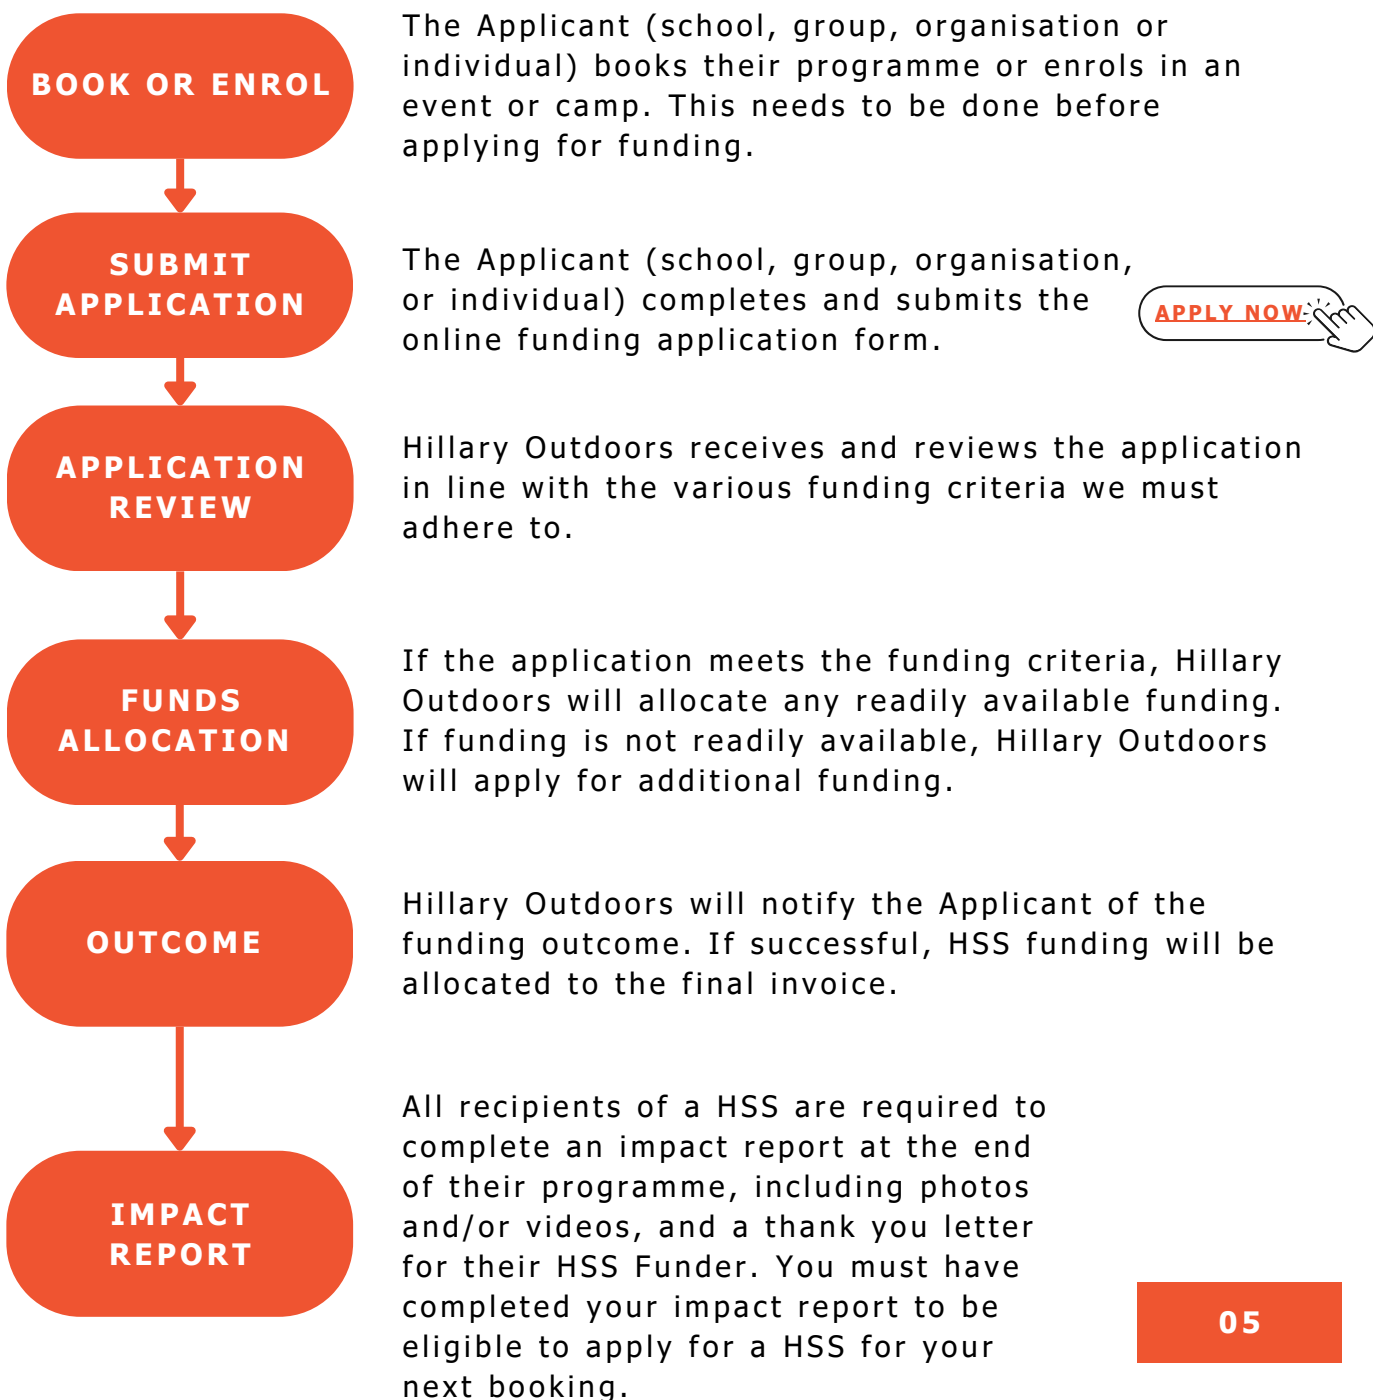 BOOK OR ENROL
The Applicant (school, group, organisation or
individual) books their programme or enrols in an
event or camp. This needs to be done before
applying for funding.
SUBMIT
APPLICATION
The Applicant (school, group, organisation,
or individual) completes and submits the
online funding application form.
APPLY NOW
APPLICATION
REVIEW
Hillary Outdoors receives and reviews the application
in line with the various funding criteria we must
adhere to.
FUNDS
ALLOCATION
If the application meets the funding criteria, Hillary
Outdoors will allocate any readily available funding.
If funding is not readily available, Hillary Outdoors
will apply for additional funding.
OUTCOME
Hillary Outdoors will notify the Applicant of the
funding outcome. If successful, HSS funding will be
allocated to the final invoice.
IMPACT
REPORT
All recipients of a HSS are required to
complete an impact report at the end
of their programme, including photos
and/or videos, and a thank you letter
for their HSS Funder. You must have
completed your impact report to be
eligible to apply for a HSS for your
next booking.
05